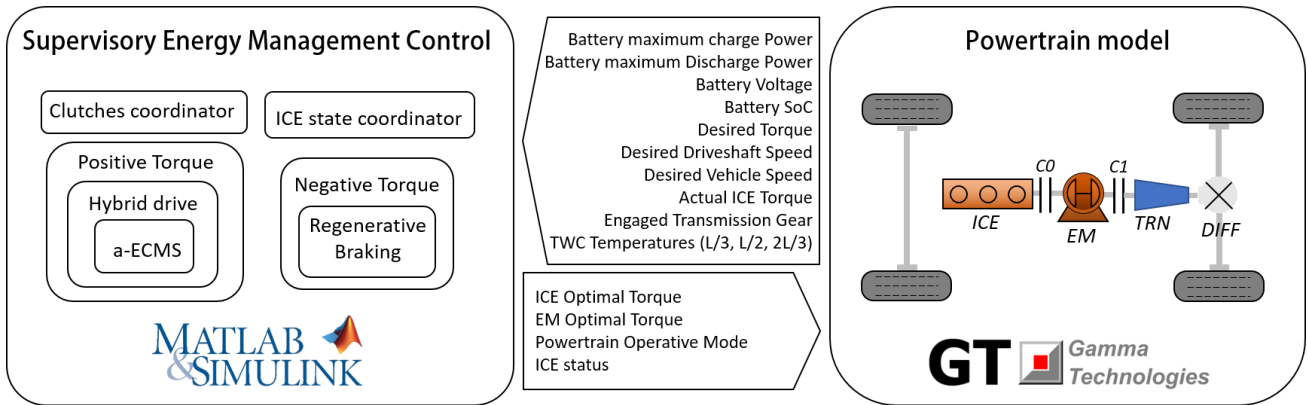 Supervisory Energy Management Control
Clutches coordinator
ICE state coordinator
Positive Torque
Hybrid drive
a-ECMS
Negative Torque
Regenerative
Braking
MATLAB
&SIMULINK
Battery maximum charge Power
Battery maximum Discharge Power
Battery Voltage
Battery SoC
Desired Torque
Desired Driveshaft Speed
Desired Vehicle Speed
Actual ICE Torque
Engaged Transmission Gear
TWC Temperatures (L/3, L/2, 2L/3)
ICE Optimal Torque
EM Optimal Torque
Powertrain Operative Mode
ICE status
Powertrain model
C0
C1
ICE
EM
TRN
DIFF
GT
Gamma
Technologies